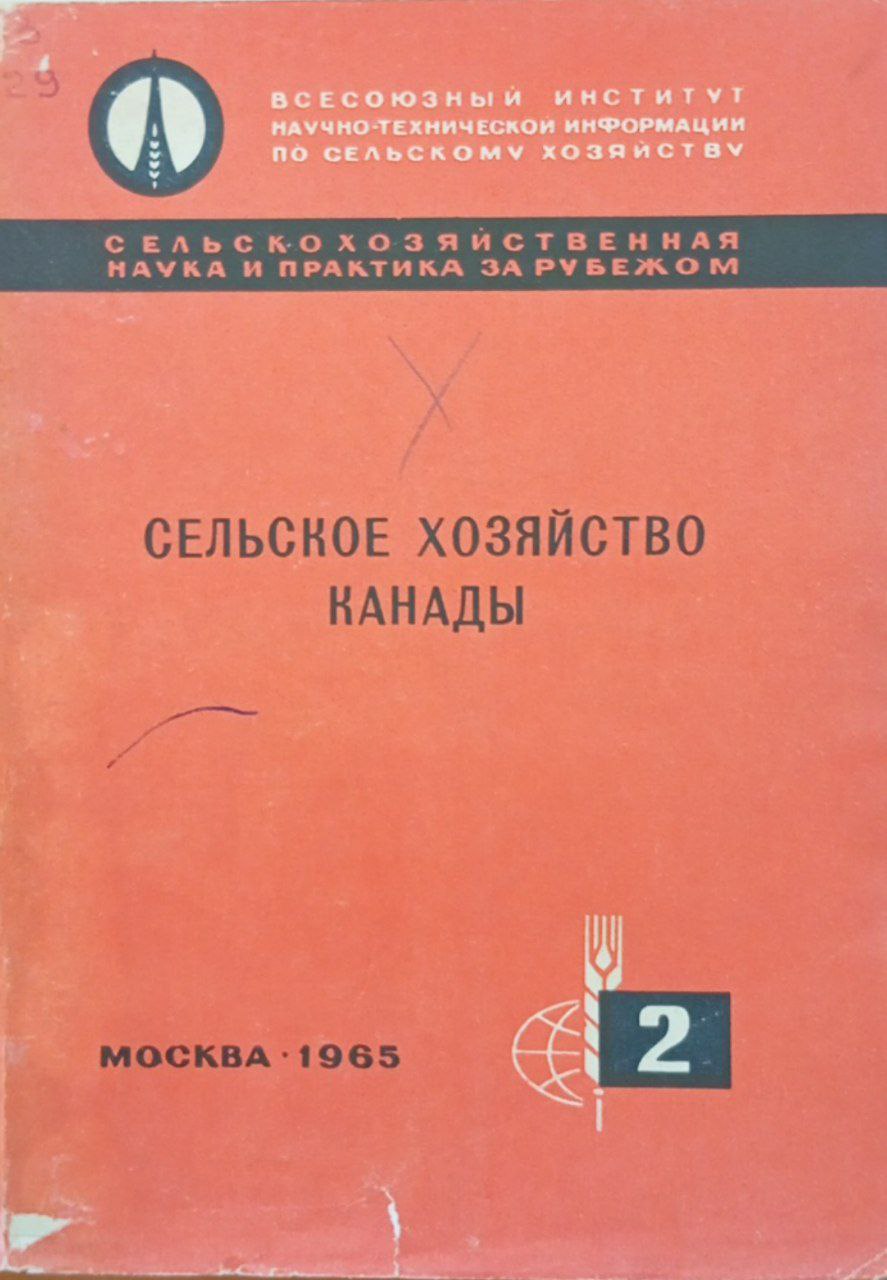 29
ВСЕСОЮЗНЫЙ ИНСТИТУТ
НАУЧНО-ТЕХНИЧЕСКОЙ ИНФОРМАЦИИ
ПО СЕЛЬСКОМУ ХОЗЯЙСТВУ
СЕЛЬСКОХОЗЯЙСТВЕННАЯ
НАУКА И ПРАКТИКА ЗА РУБЕЖОМ
СЕЛЬСКОЕ ХОЗЯЙСТВО
КАНАДЫ
МОСКВА · 1965
2